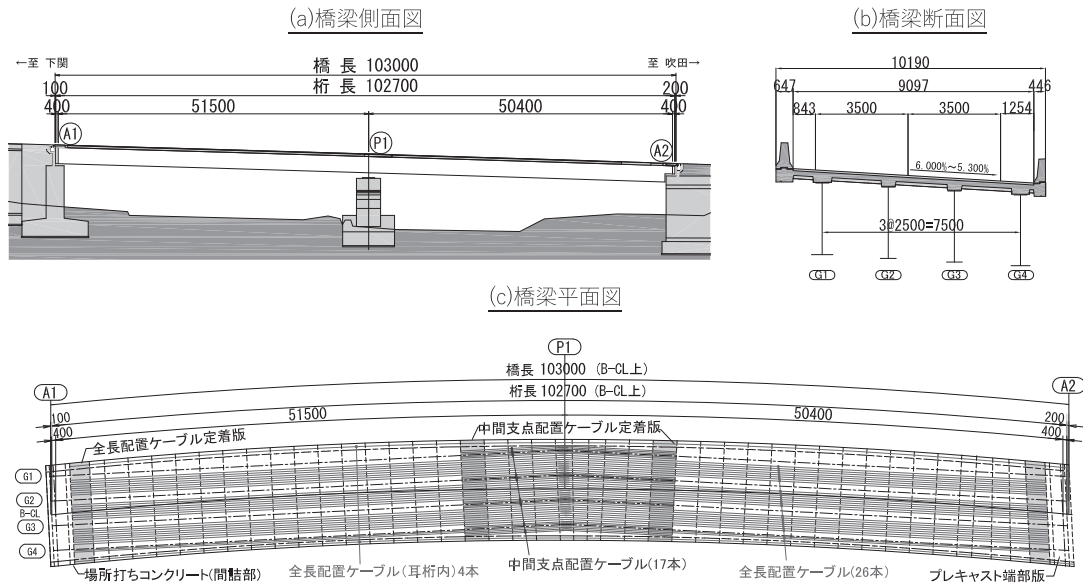 (a)橋梁側面図
←至 下関
至 吹田→
橋 長 103000
桁 長 102700
100
200
400
51500
50400
400
A1
P1
A2
(b)橋梁断面図
10190
647
9097
446
843
3500
3500
1254
6.000%～5.300%
3@2500=7500
G1
G2
G3
G4
(c)橋梁平面図
P1
A1
橋長 103000 (B-CL上)
A2
桁長 102700 (B-CL上)
100
51500
50400
200
400
400
全長配置ケーブル定着版
中間支点配置ケーブル定着版
G1
G2
B-CL
G3
G4
場所打ちコンクリート(間詰部)
全長配置ケーブル(耳桁内)4本
中間支点配置ケーブル(17本)
全長配置ケーブル(26本)
プレキャスト端部版